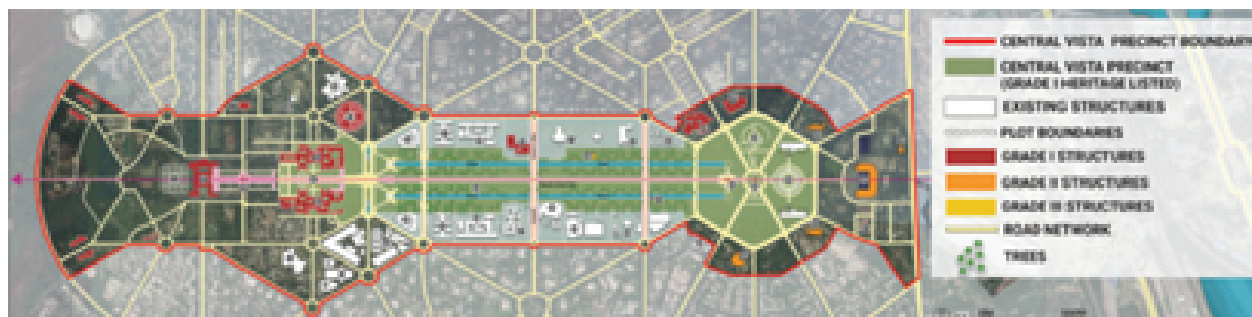 CENTRAL VISTA PRECINCT BOUNDARY
CENTRAL VISTA PRECINCT
(GRADE I HERITAGE LISTED)
EXISTING STRUCTURES
PLOT BOUNDARIES
GRADE I STRUCTURES
GRADE II STRUCTURES
GRADE III STRUCTURES
ROAD NETWORK
TREES